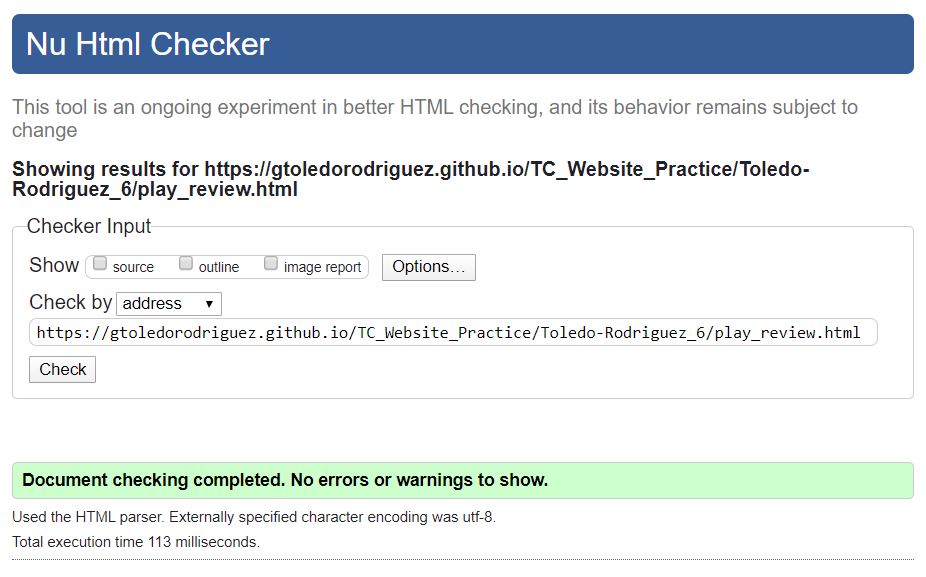 Nu Html Checker
This tool is an ongoing experiment in better HTML checking, and its behavior remains subject to
change
Showing results for https://gtoledorodriguez.github.io/TC_Website_Practice/Toledo-
Rodriguez_6/play_review.html
Checker Input
Show source outline image report Options...
Check by address
https://gtoledorodriguez.github.io/TC_Website_Practice/Toledo-Rodriguez_6/play_review.html
Check
Document checking completed. No errors or warnings to show.
Used the HTML parser. Externally specified character encoding was utf-8.
Total execution time 113 milliseconds.